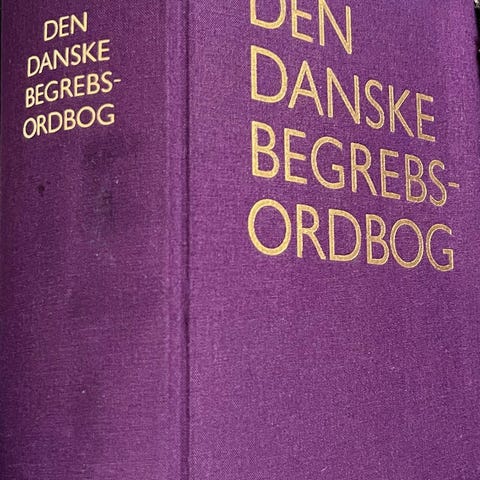 DEN
DANSKE
BEGREBS-
ORDBOG
DEN
DANSKE
BEGREBS-
ORDBOG